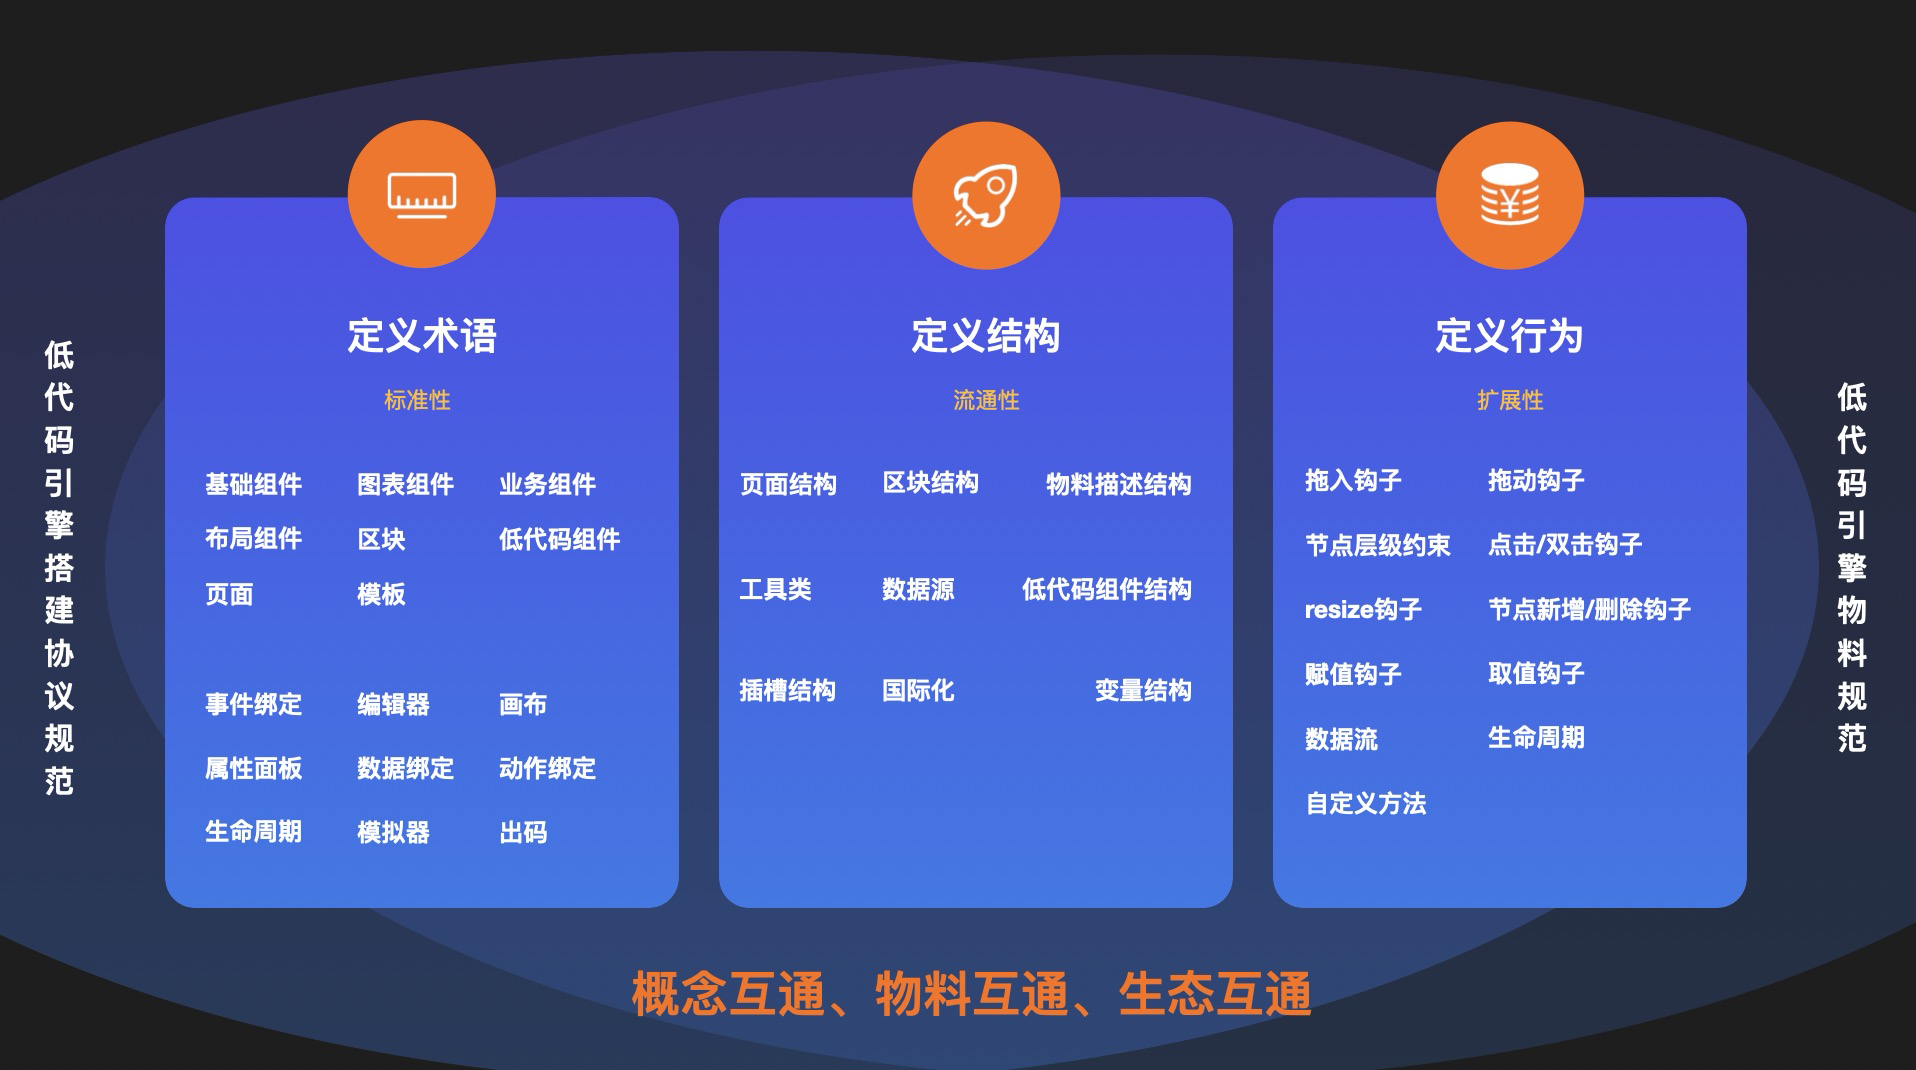 低代码引擎搭建协议规范
定义术语
标准性
基础组件 图表组件 业务组件
布局组件 区块 低代码组件
页面 模板
事件绑定 编辑器 画布
属性面板 数据绑定 动作绑定
生命周期 模拟器 出码
定义结构
流通性
页面结构 区块结构 物料描述结构
工具类 数据源 低代码组件结构
插槽结构 国际化 变量结构
定义行为
扩展性
拖入钩子 拖动钩子
节点层级约束 点击/双击钩子
resize钩子 节点新增/删除钩子
赋值钩子 取值钩子
数据流 生命周期
自定义方法
低代码引擎物料规范
概念互通、物料互通、生态互通